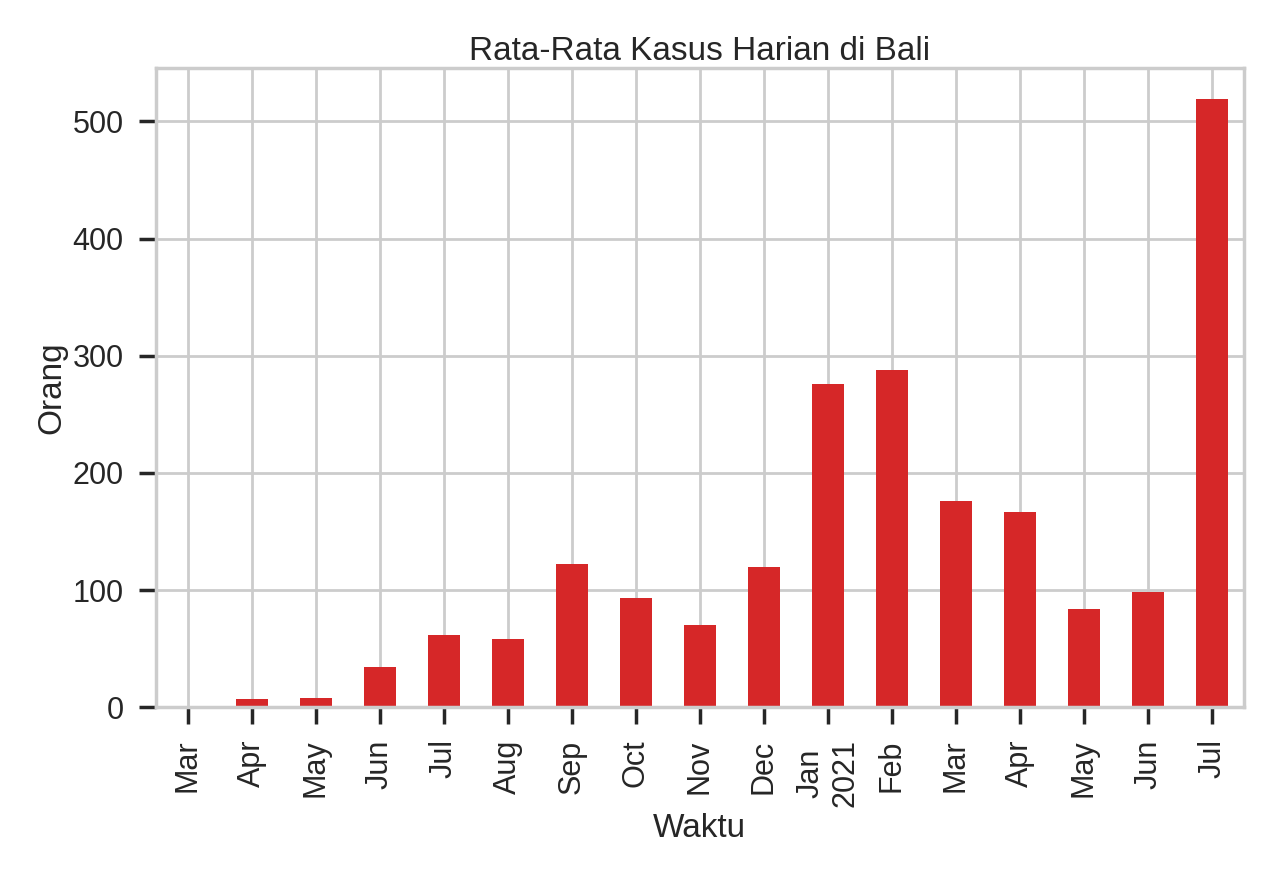 Rata-Rata Kasus Harian di Bali
500
400
300
200
100
0
Orang
Mar
Apr
May
Jun
Jul
Aug
Sep
Oct
Nov
Dec
Jan
2021
Feb
Mar
Apr
May
Jun
Jul
Waktu